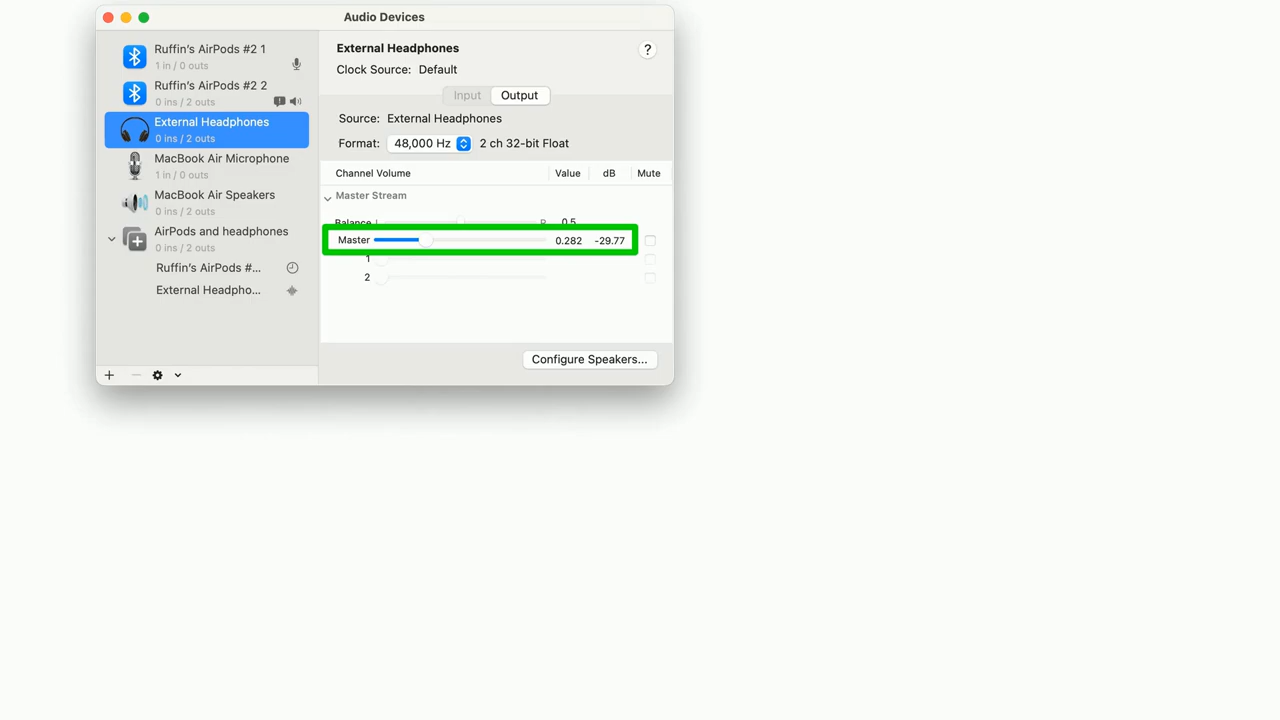 Audio Devices
Ruffin's AirPods #2 1
1 in / 0 outs
Ruffin's AirPods #2 2
0 ins / 2 outs
External Headphones
0 ins / 2 outs
MacBook Air Microphone
1 in / 0 outs
MacBook Air Speakers
0 ins / 2 outs
AirPods and headphones
0 ins / 2 outs
Ruffin's AirPods #...
External Headpho...
External Headphones
?
Clock Source: Default
Input Output
Source: External Headphones
Format: 48,000 Hz 2 ch 32-bit Float
Channel Volume Value dB Mute
Master Stream
Balance L R 0.5
Master 0.282 -29.77
1
2
Configure Speakers...